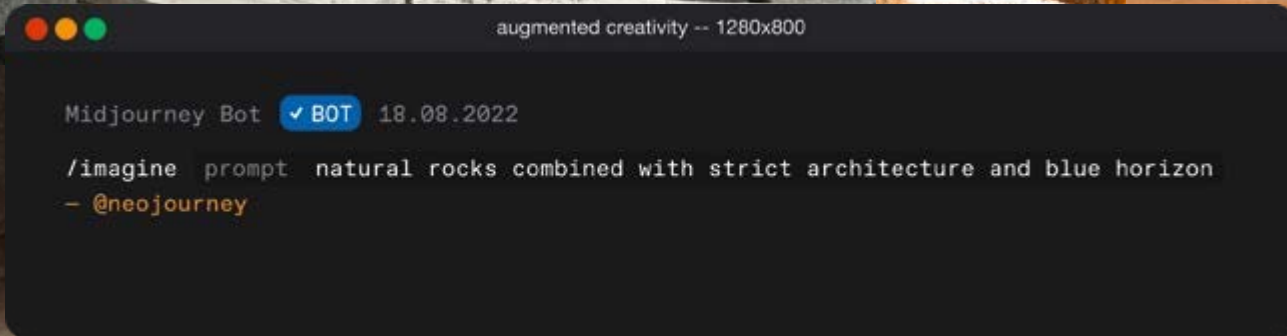 augmented creativity -- 1280x800
Midjourney Bot ✓ BOT 18.08.2022
/imagine prompt natural rocks combined with strict architecture and blue horizon
— @neojourney